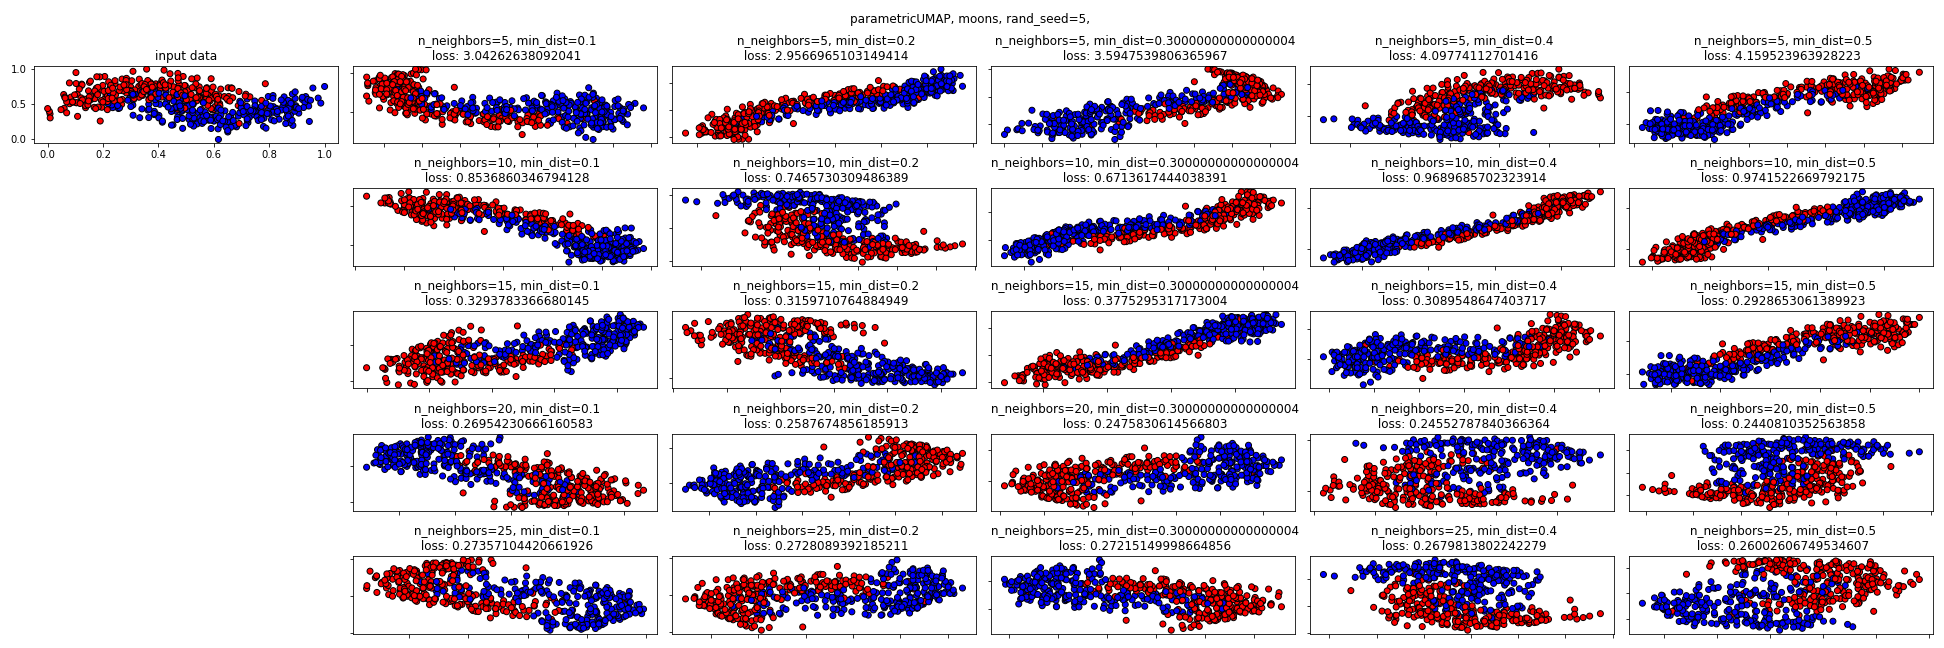 parametricUMAP, moons, rand_seed=5,
input data
1.0
0.5
0.0
0.0 0.2 0.4 0.6 0.8 1.0
n_neighbors=5, min_dist=0.1
loss: 3.04262638092041
n_neighbors=5, min_dist=0.2
loss: 2.9566965103149414
n_neighbors=5, min_dist=0.30000000000000004
loss: 3.5947539806365967
n_neighbors=5, min_dist=0.4
loss: 4.09774112701416
n_neighbors=5, min_dist=0.5
loss: 4.159523963928223
n_neighbors=10, min_dist=0.1
loss: 0.8536860346794128
n_neighbors=10, min_dist=0.2
loss: 0.7465730309486389
n_neighbors=10, min_dist=0.30000000000000004
loss: 0.6713617444038391
n_neighbors=10, min_dist=0.4
loss: 0.9689685702323914
n_neighbors=10, min_dist=0.5
loss: 0.9741522669792175
n_neighbors=15, min_dist=0.1
loss: 0.3293783366680145
n_neighbors=15, min_dist=0.2
loss: 0.3159710764884949
n_neighbors=15, min_dist=0.30000000000000004
loss: 0.3775295317173004
n_neighbors=15, min_dist=0.4
loss: 0.30895486474037​17
n_neighbors=15, min_dist=0.5
loss: 0.2928653061389923
n_neighbors=20, min_dist=0.1
loss: 0.26954230666160583
n_neighbors=20, min_dist=0.2
loss: 0.2587674856185913
n_neighbors=20, min_dist=0.30000000000000004
loss: 0.2475830614566803
n_neighbors=20, min_dist=0.4
loss: 0.24552787840366364
n_neighbors=20, min_dist=0.5
loss: 0.2440810352563858
n_neighbors=25, min_dist=0.1
loss: 0.27357104420661926
n_neighbors=25, min_dist=0.2
loss: 0.2728089392185211
n_neighbors=25, min_dist=0.30000000000000004
loss: 0.27215149998664856
n_neighbors=25, min_dist=0.4
loss: 0.2679813802242279
n_neighbors=25, min_dist=0.5
loss: 0.26002606749534607